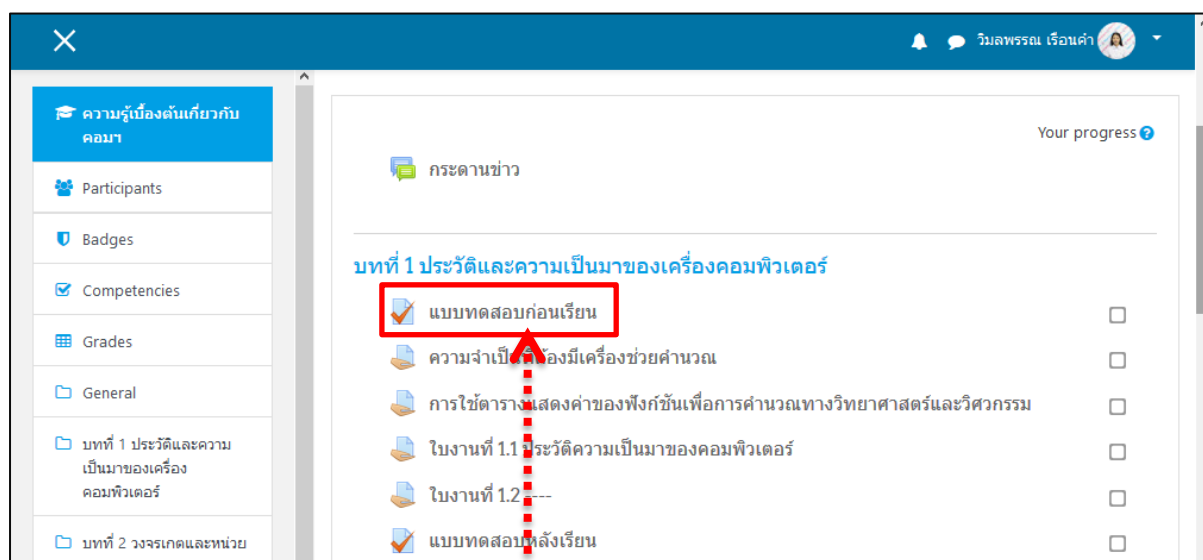 วิมลพรรณ เรือนคำ
ความรู้เบื้องต้นเกี่ยวกับ
คอมฯ
Participants
Badges
Competencies
Grades
General
บทที่ 1 ประวัติและความ
เป็นมาของเครื่อง
คอมพิวเตอร์
บทที่ 2 วงจรเกตและหน่วย
Your progress
กระดานข่าว
บทที่ 1 ประวัติและความเป็นมาของเครื่องคอมพิวเตอร์
แบบทดสอบก่อนเรียน
ความจำเป็นที่ต้องมีเครื่องช่วยคำนวณ
การใช้ตารางแสดงค่าของฟังก์ชันเพื่อการคำนวณทางวิทยาศาสตร์และวิศวกรรม
ใบงานที่ 1.1 ประวัติความเป็นมาของคอมพิวเตอร์
ใบงานที่ 1.2 ----
แบบทดสอบหลังเรียน